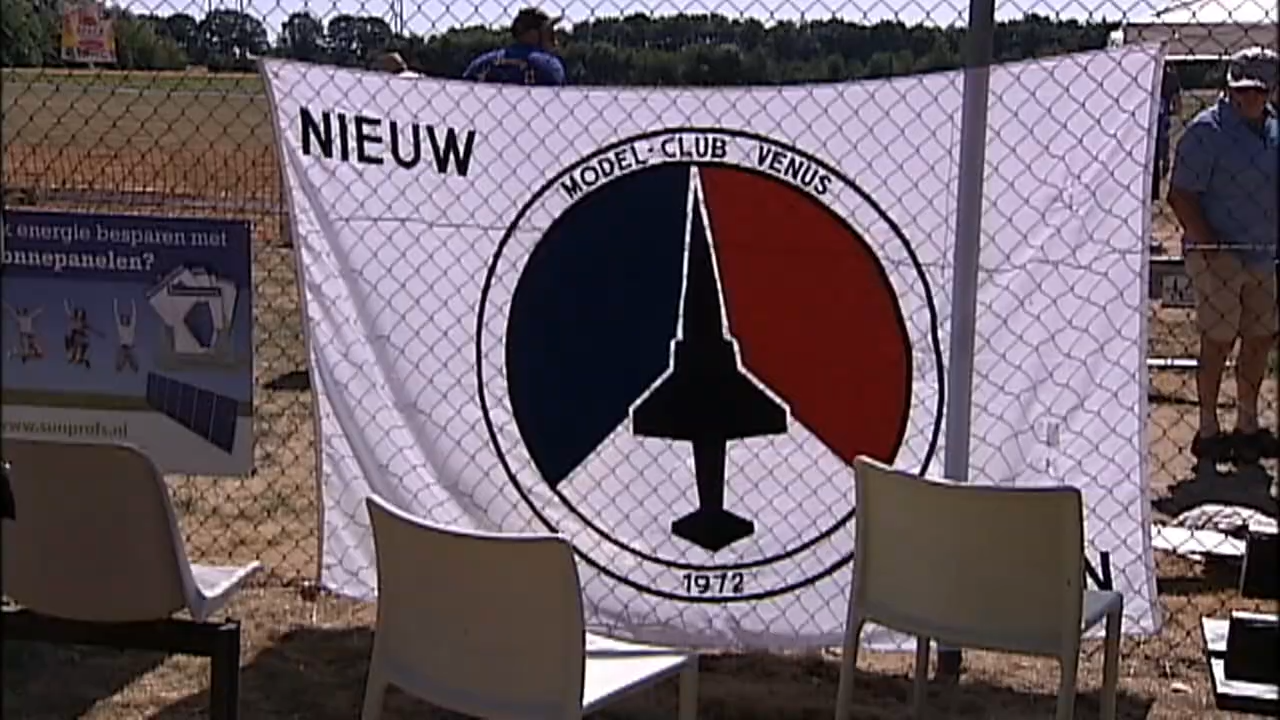 NIEUW
MODEL-CLUB VENUS
1972
k energie besparen met
onnepanelen?
www.sunprofs.nl
N